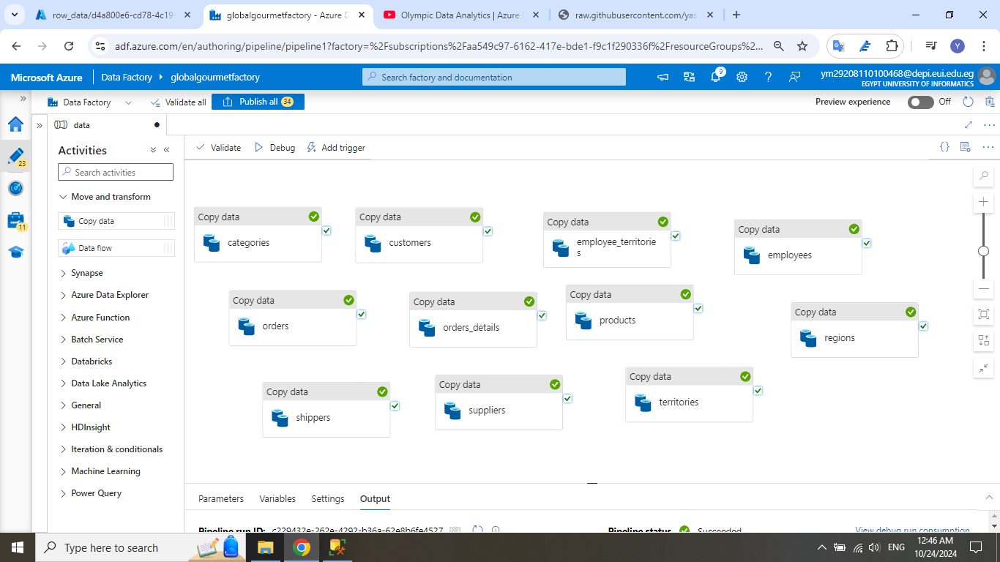 row_data/d4a800e6-cd78-4c19-
globalgourmetfactory - Azure D
Olympic Data Analytics | Azure
raw.githubusercontent.com/yas
adf.azure.com/en/authoring/pipeline/pipeline1?factory=%2Fsubscriptions%2Faa549c97-6162-417e-bde1-f9c1f290336f%2FresourceGroups%2...
Y
Microsoft Azure
Data Factory
globalgourmetfactory
Search factory and documentation
9
ym29208110100468@depi.eui.edu.eg
EGYPT UNIVERSITY OF INFORMATICS
Data Factory
Validate all
Publish all 34
Preview experience
Off
data
23
11
Activities
Search activities
Move and transform
Copy data
Data flow
Synapse
Azure Data Explorer
Azure Function
Batch Service
Databricks
Data Lake Analytics
General
HDInsight
Iteration & conditionals
Machine Learning
Power Query
Validate
Debug
Add trigger
Copy data
categories
Copy data
customers
Copy data
employee_territorie
s
Copy data
employees
Copy data
orders
Copy data
orders_details
Copy data
products
Copy data
regions
Copy data
shippers
Copy data
suppliers
Copy data
territories
Parameters
Variables
Settings
Output
Pipeline run ID: c229432e-262e-4292-b36a-62e8b6fe4527
Pipeline status Succeeded
View debug run consumption
Type here to search
ENG
12:46 AM
10/24/2024